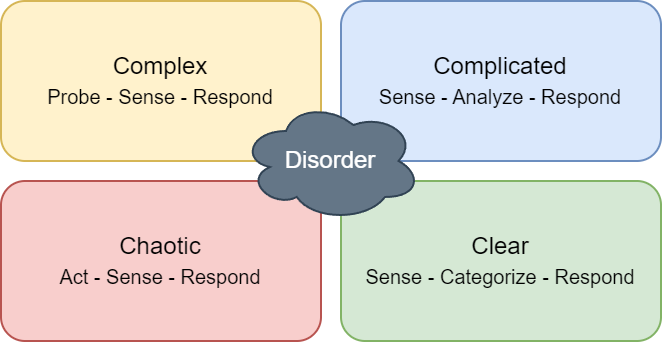 Complex
Probe - Sense - Respond
Complicated
Sense - Analyze - Respond
Disorder
Chaotic
Act - Sense - Respond
Clear
Sense - Categorize - Respond